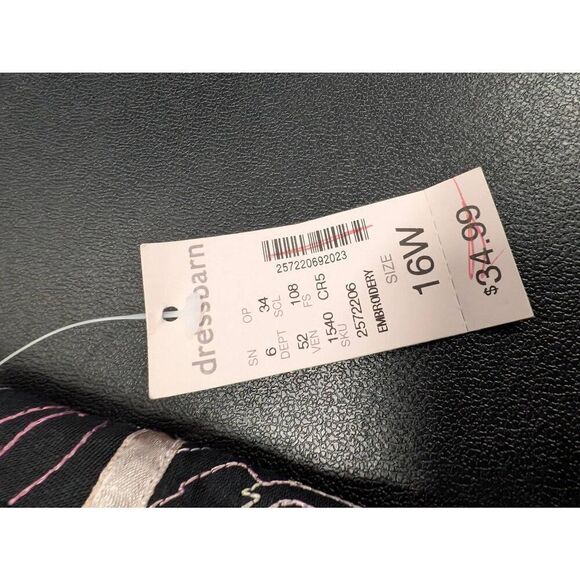 dressbarn
257220692023
SN OP
6 34
DEPT SCL
52 108
VEN FS
1540 CR5
SKU
2572206
EMBROIDERY
SIZE
16W
$34.99